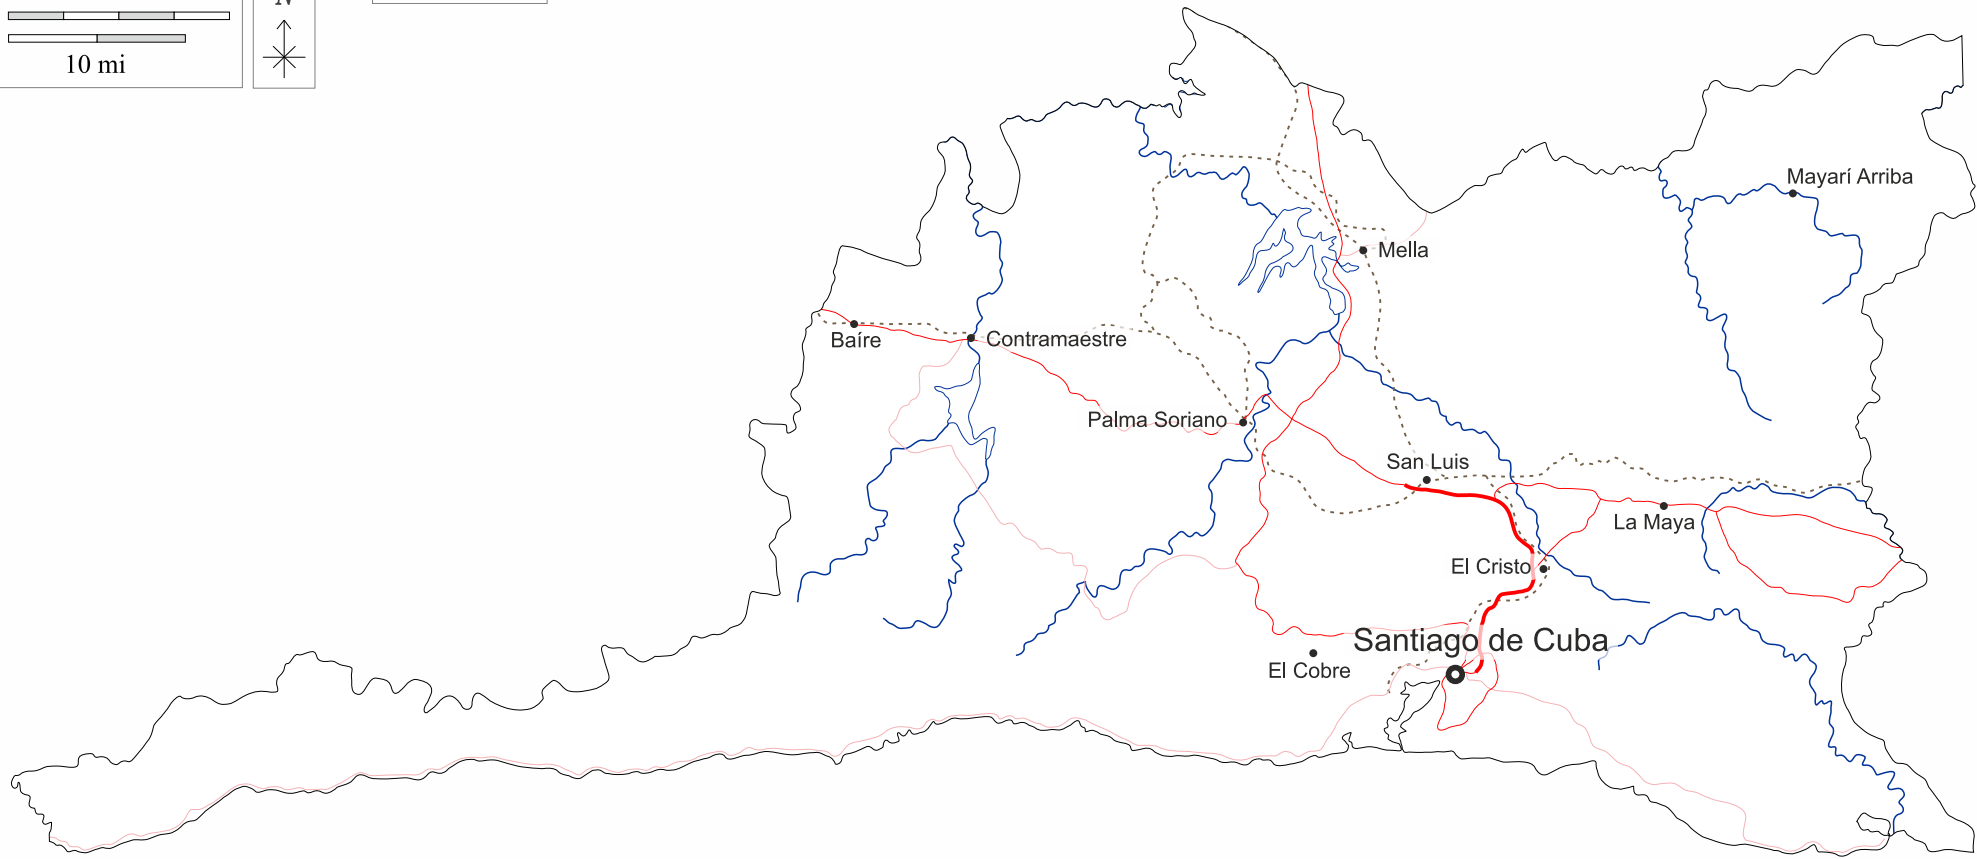 N
10 mi
Mayarí Arriba
Mella
Baíre
Contramaestre
Palma Soriano
San Luis
La Maya
El Cristo
Santiago de Cuba
El Cobre